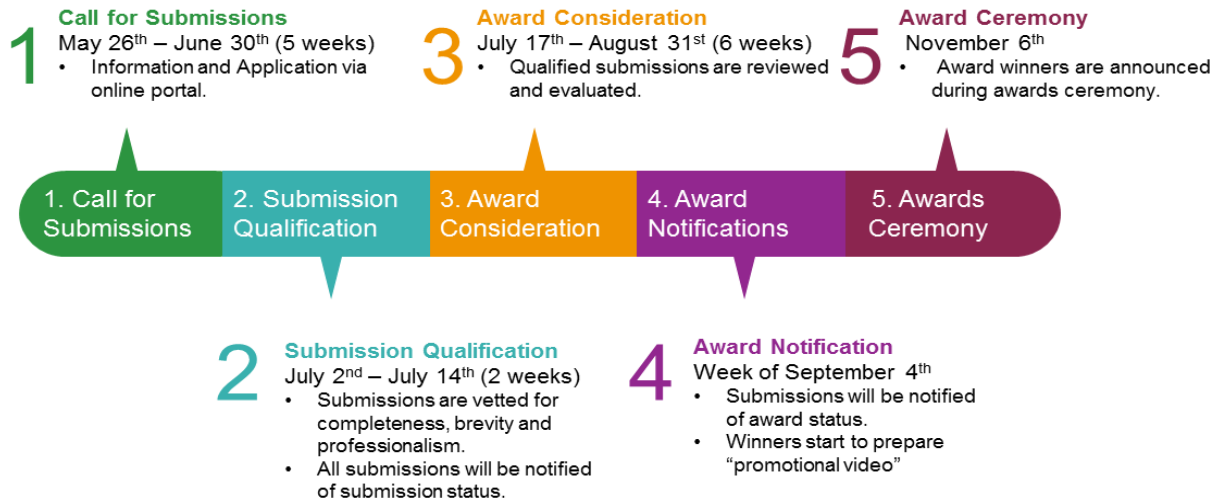 1
Call for Submissions
May 26th – June 30th (5 weeks)
• Information and Application via
online portal.
3
Award Consideration
July 17th – August 31st (6 weeks)
• Qualified submissions are reviewed
and evaluated.
5
Award Ceremony
November 6th
• Award winners are announced
during awards ceremony.
1. Call for
Submissions
2. Submission
Qualification
3. Award
Consideration
4. Award
Notifications
5. Awards
Ceremony
2
Submission Qualification
July 2nd – July 14th (2 weeks)
• Submissions are vetted for
completeness, brevity and
professionalism.
• All submissions will be notified
of submission status.
4
Award Notification
Week of September 4th
• Submissions will be notified
of award status.
• Winners start to prepare
“promotional video”